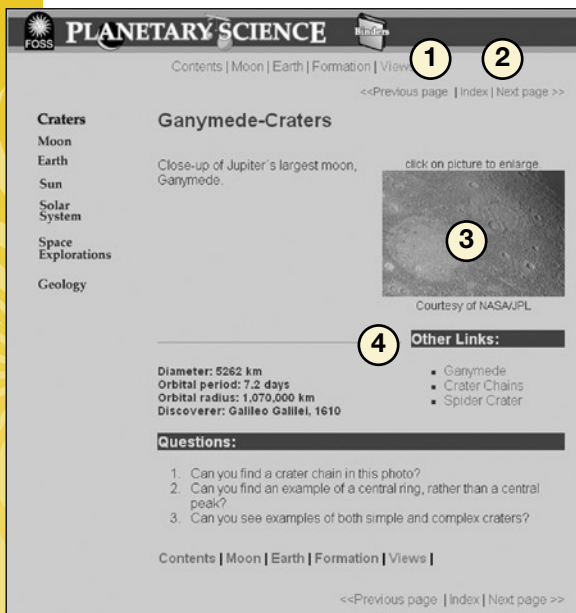 FOSS
PLANETARY SCIENCE
Binders
1
2
Contents | Moon | Earth | Formation | Views
<<Previous page | Index | Next page >>
Craters
Moon
Earth
Sun
Solar
System
Space
Explorations
Geology
Ganymede-Craters
Close-up of Jupiter´s largest moon,
Ganymede.
click on picture to enlarge.
3
Courtesy of NASA/JPL
4
Other Links:
Ganymede
Crater Chains
Spider Crater
Diameter: 5262 km
Orbital period: 7.2 days
Orbital radius: 1,070,000 km
Discoverer: Galileo Galilei, 1610
Questions:
1. Can you find a crater chain in this photo?
2. Can you find an example of a central ring, rather than a central
peak?
3. Can you see examples of both simple and complex craters?
Contents | Moon | Earth | Formation | Views |
<<Previous page | Index | Next page >>